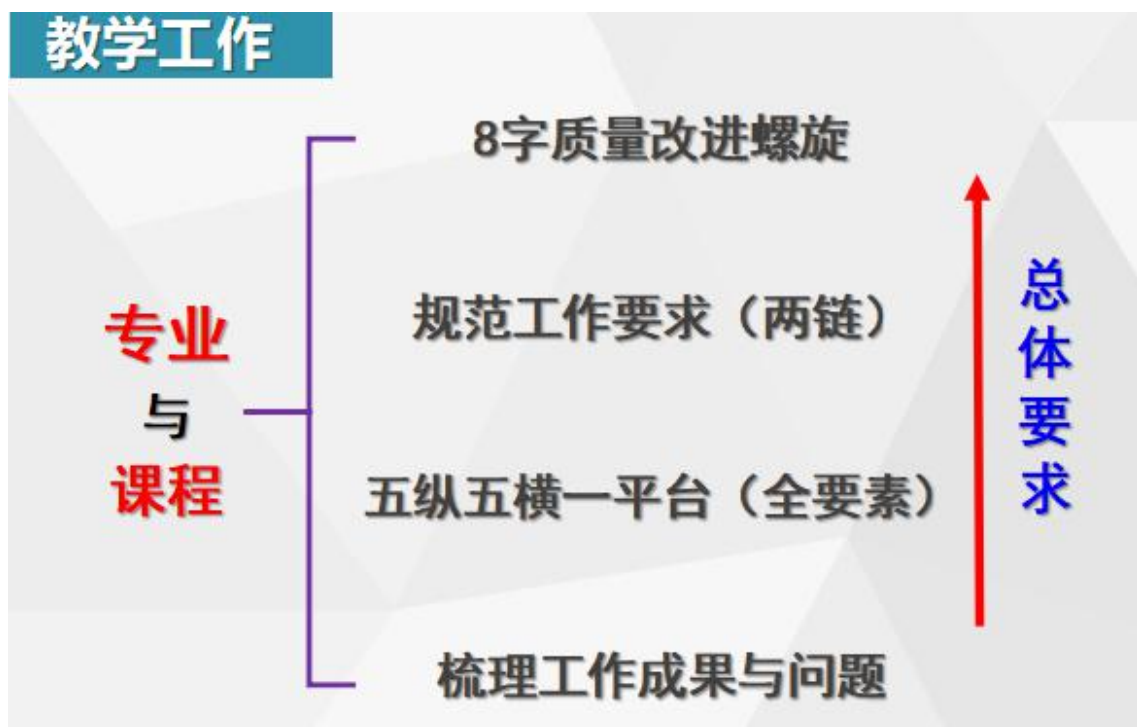 教学工作
8字质量改进螺旋
规范工作要求（两链）
五纵五横一平台（全要素）
梳理工作成果与问题
专业
与
课程
总体要求